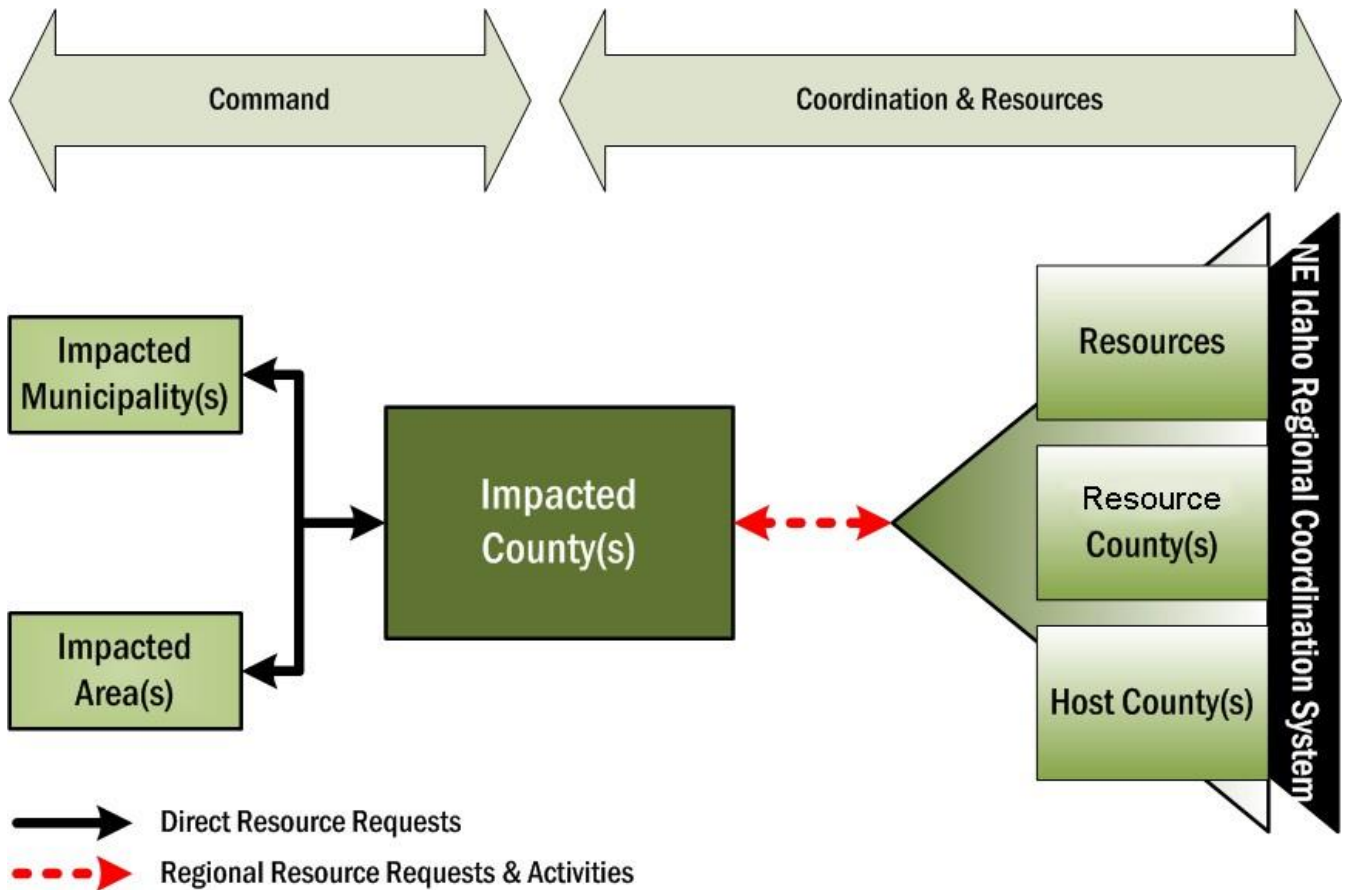 Command
Coordination & Resources
Impacted
Municipality(s)
Impacted
Area(s)
Impacted
County(s)
Resources
Resource
County(s)
Host County(s)
NE Idaho Regional Coordination System
Direct Resource Requests
Regional Resource Requests & Activities